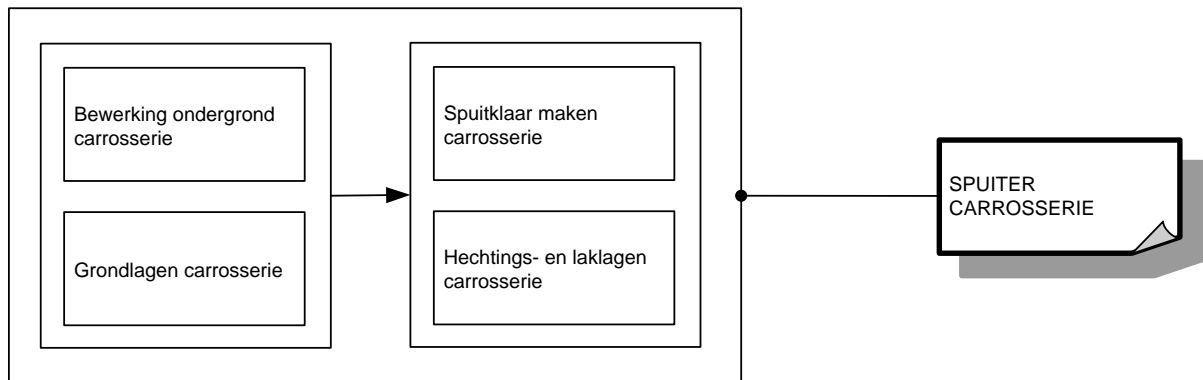 Bewerking ondergrond
carrosserie
Grondlagen carrosserie
Spuitklaar maken
carrosserie
Hechtings- en laklagen
carrosserie
SPUITER
CARROSSERIE